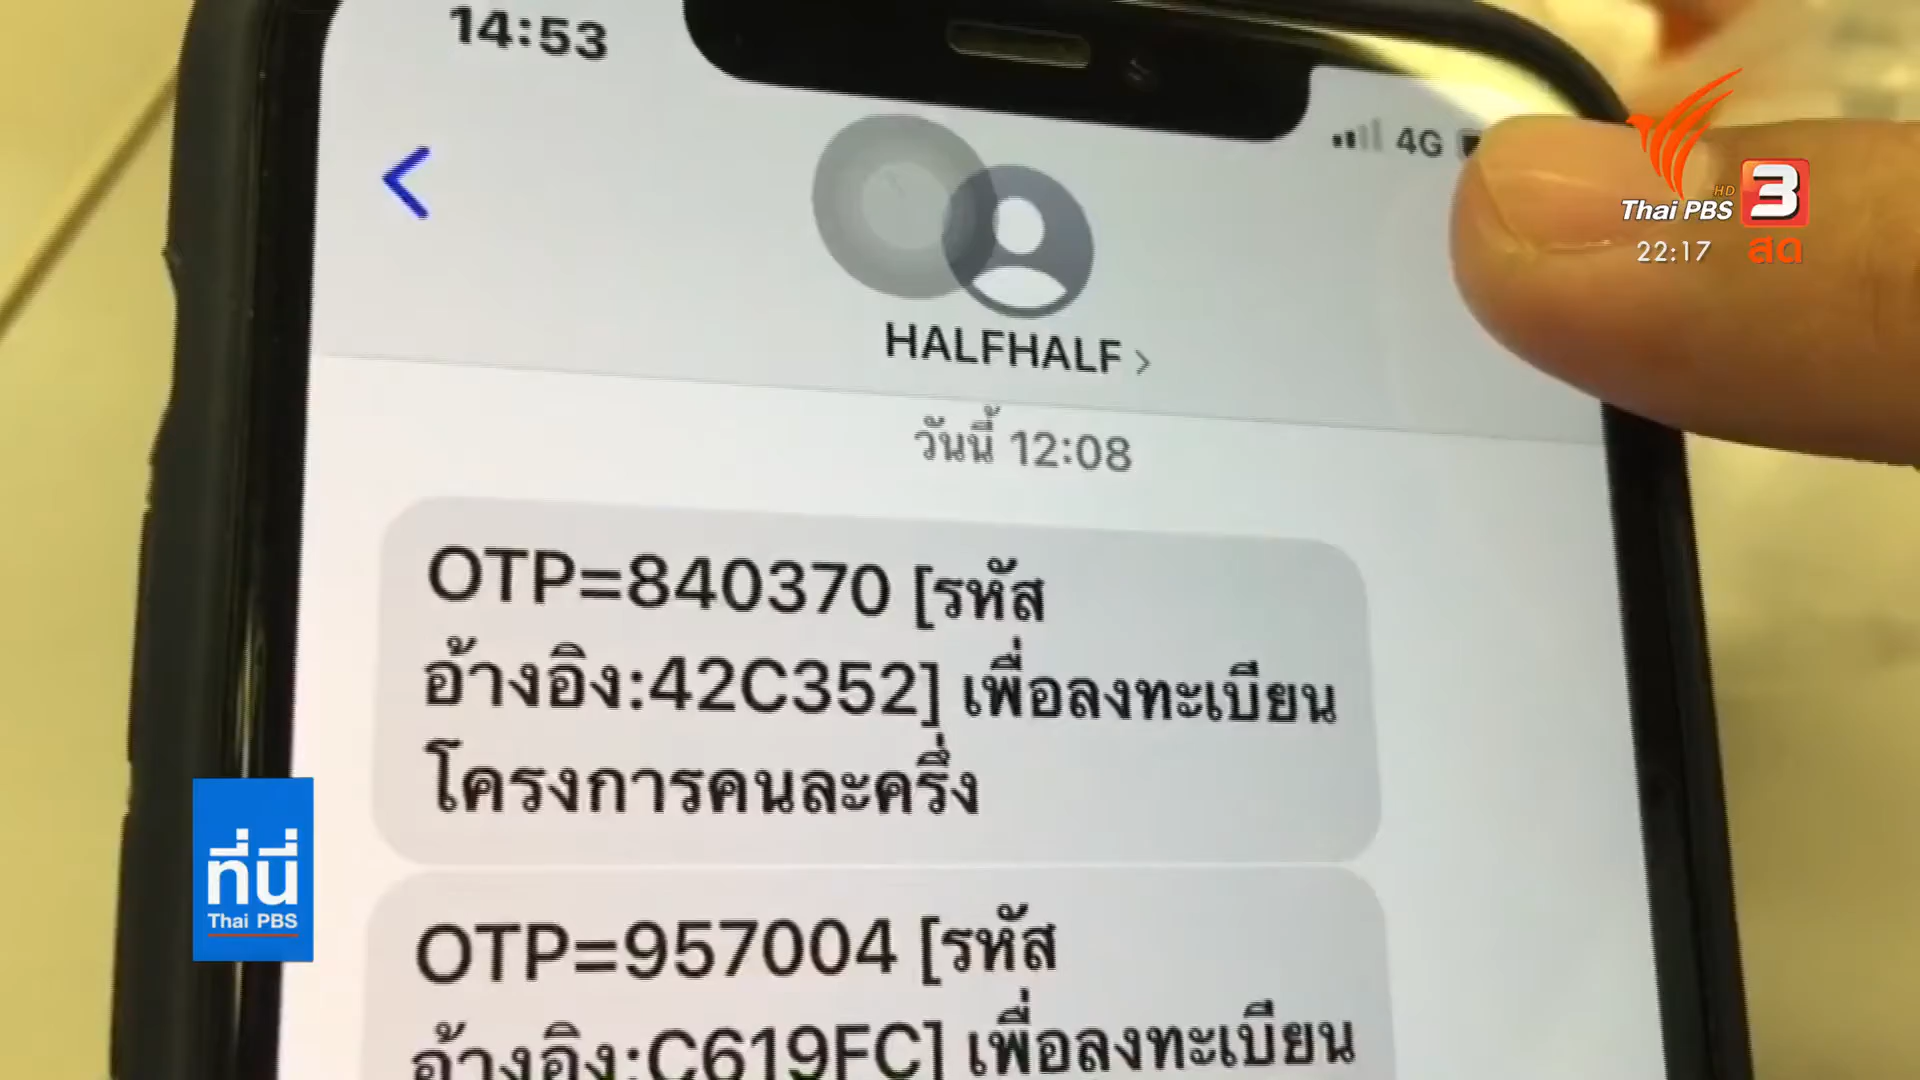 14:53
4G
HD
Thai PBS 3
22:17 สด
HALFHALF
วันนี้ 12:08
OTP=840370 [รหัส
อ้างอิง:42C352] เพื่อลงทะเบียน
โครงการคนละครึ่ง
ที่นี่
Thai PBS
OTP=957004 [รหัส
อ้างอิง:C619FC] เพื่อลงทะเบียน